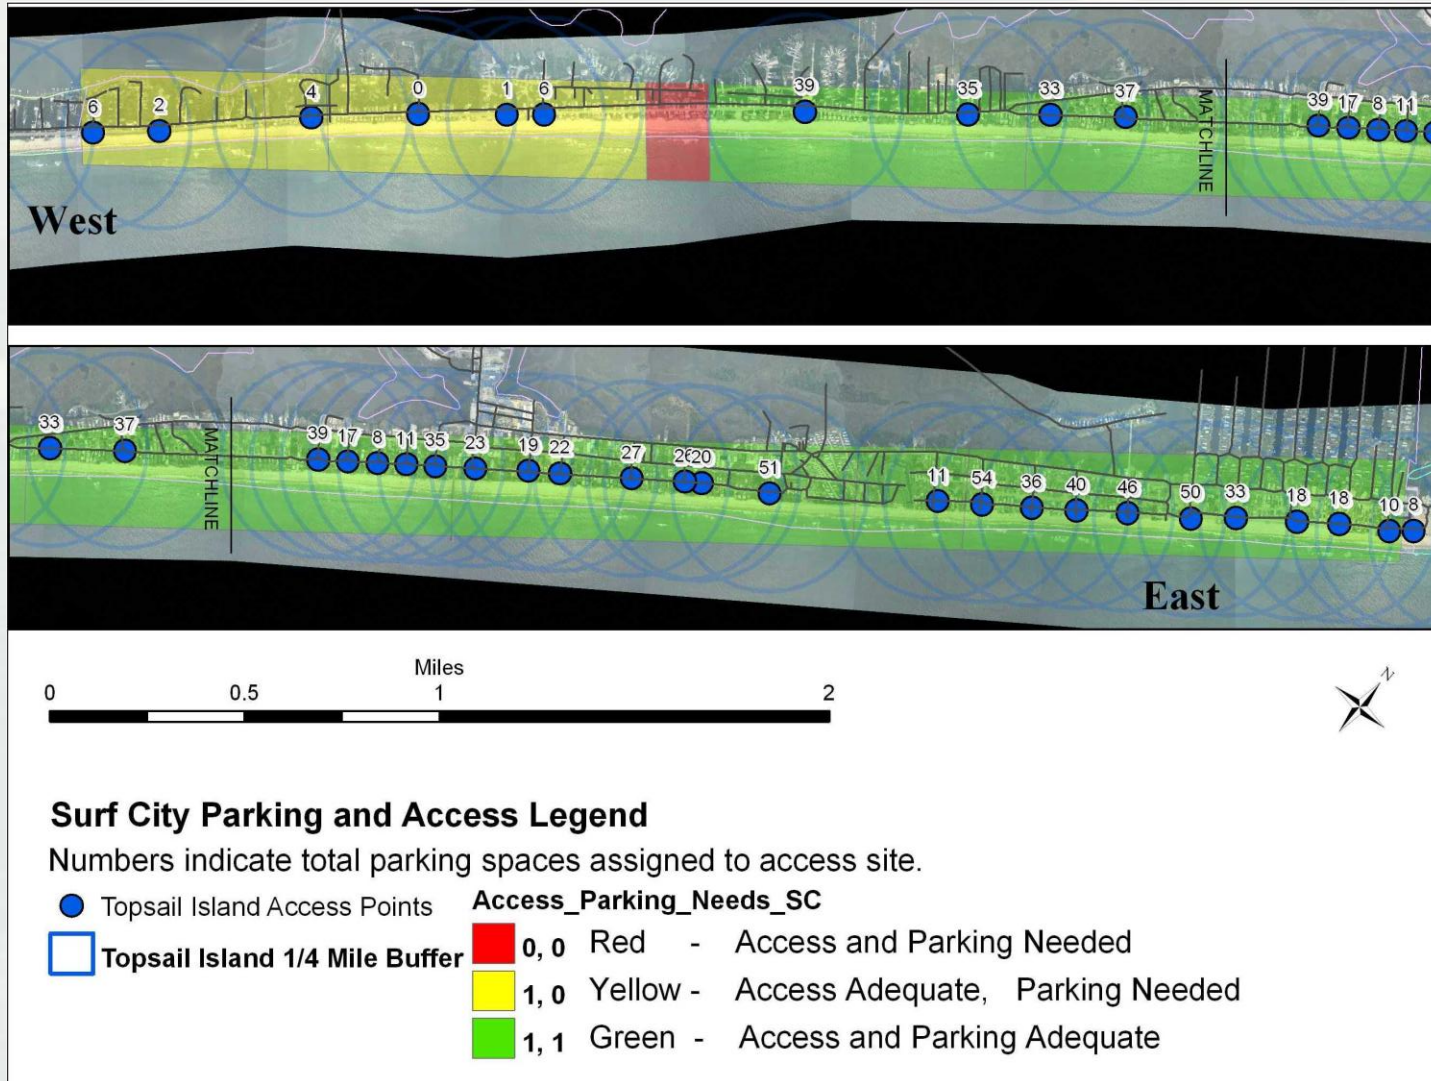 6 2 4 0 1 6 39 35 33 37 MATCHLINE 39 17 8 11
West
33 37 MATCHLINE 39 17 8 11 35 23 19 22 27 26 20 51 11 54 36 40 46 50 33 18 18 10 8
East
Miles
0 0.5 1 2
N
Surf City Parking and Access Legend
Numbers indicate total parking spaces assigned to access site.
Topsail Island Access Points
Topsail Island 1/4 Mile Buffer
Access_Parking_Needs_SC
0, 0 Red - Access and Parking Needed
1, 0 Yellow - Access Adequate, Parking Needed
1, 1 Green - Access and Parking Adequate